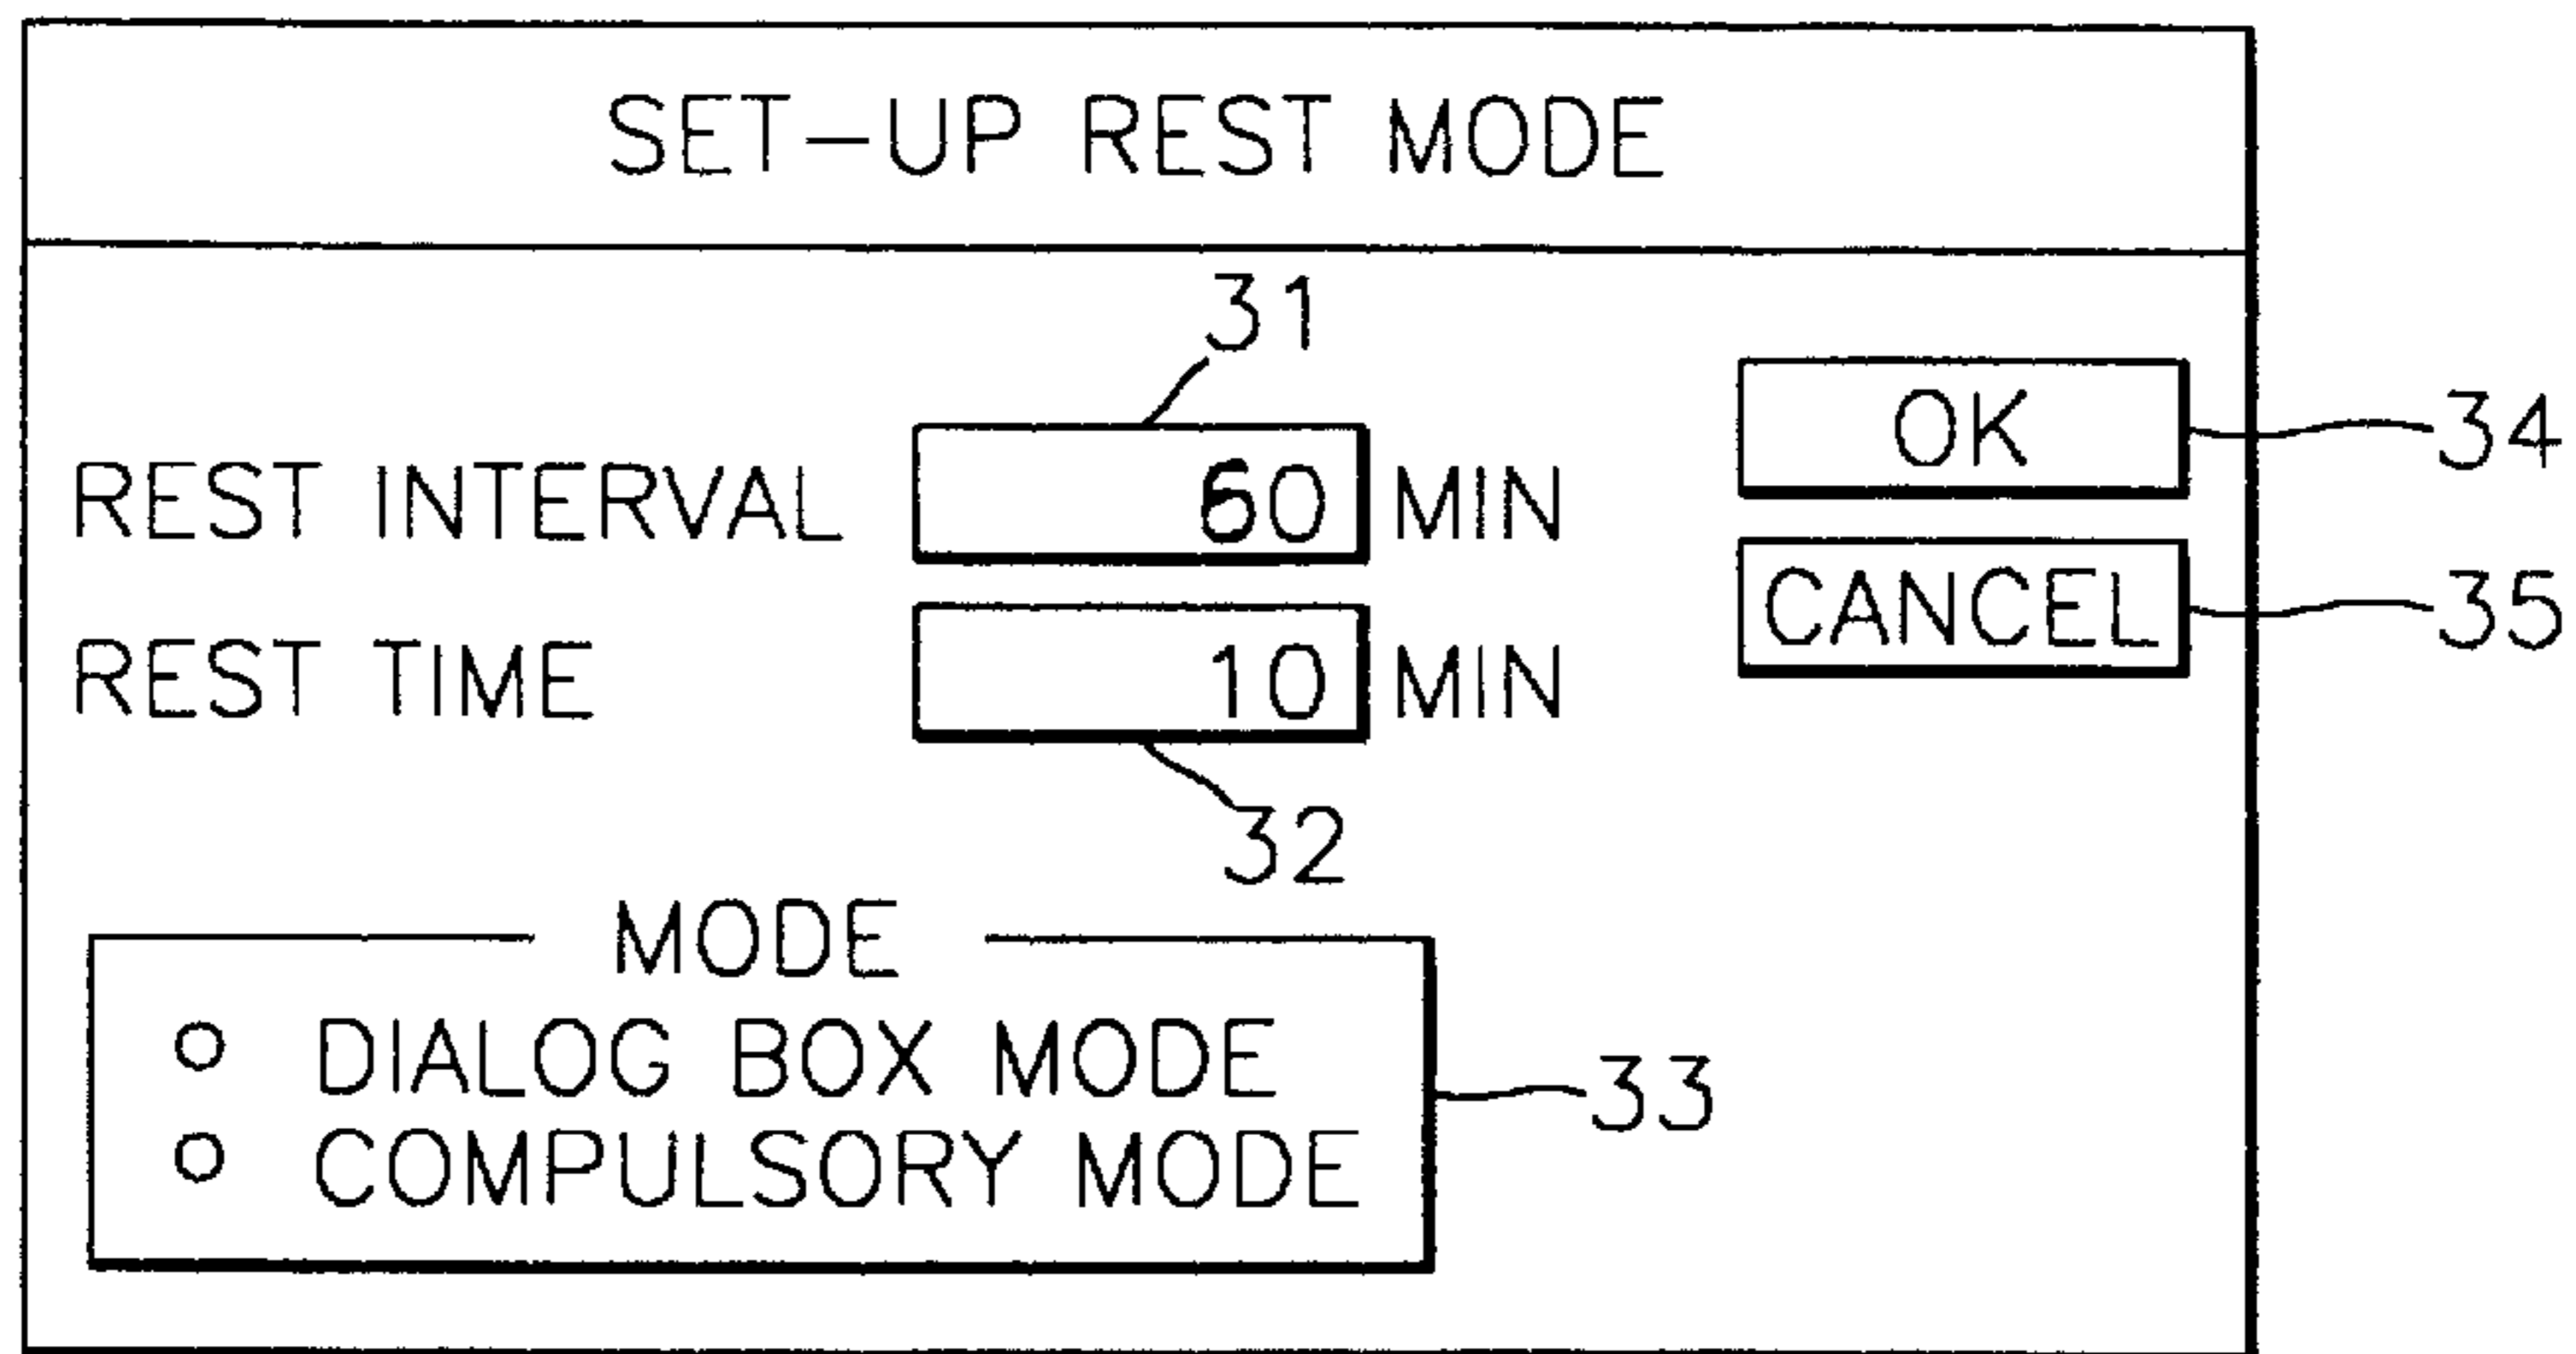 SET-UP REST MODE
31
REST INTERVAL 60 MIN
OK 34
CANCEL 35
REST TIME 10 MIN
32
MODE
DIALOG BOX MODE
COMPULSORY MODE
33